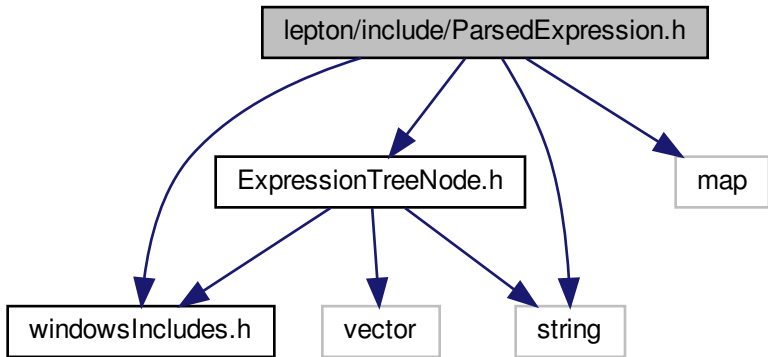 lepton/include/ParsedExpression.h
ExpressionTreeNode.h
map
windowsIncludes.h
vector
string